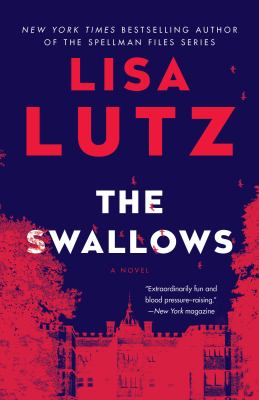 NEW YORK TIMES BESTSELLING AUTHOR
OF THE SPELLMAN FILES SERIES
LISA
LUTZ
THE
SWALLOWS
A NOVEL
"Extraordinarily fun and
blood pressure–raising."
—New York magazine